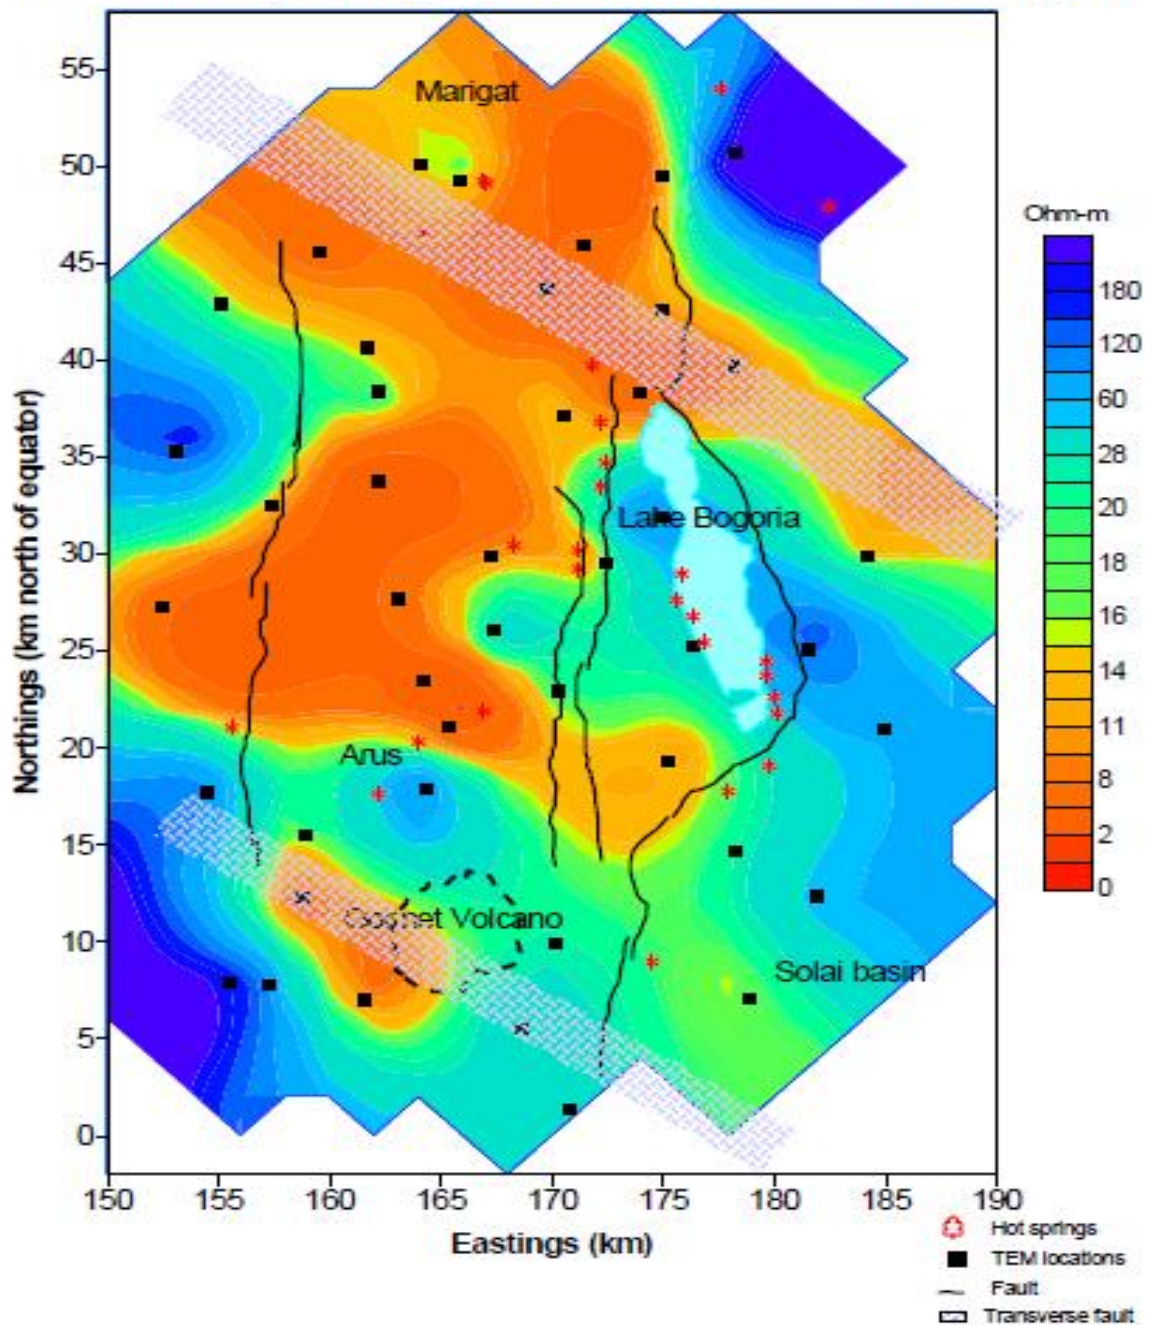 55
Marigat
50
Ohm-m
45
180
40
120
60
35
28
Lake Bogoria
20
30
18
16
25
14
11
20
Arus
8
15
2
0
Volcano
10
Solai basin
5
0
150 155 160 165 170 175 180 185 190
Eastings (km)
Northings (km north of equator)
Hot springs
TEM locations
Fault
Transverse fault